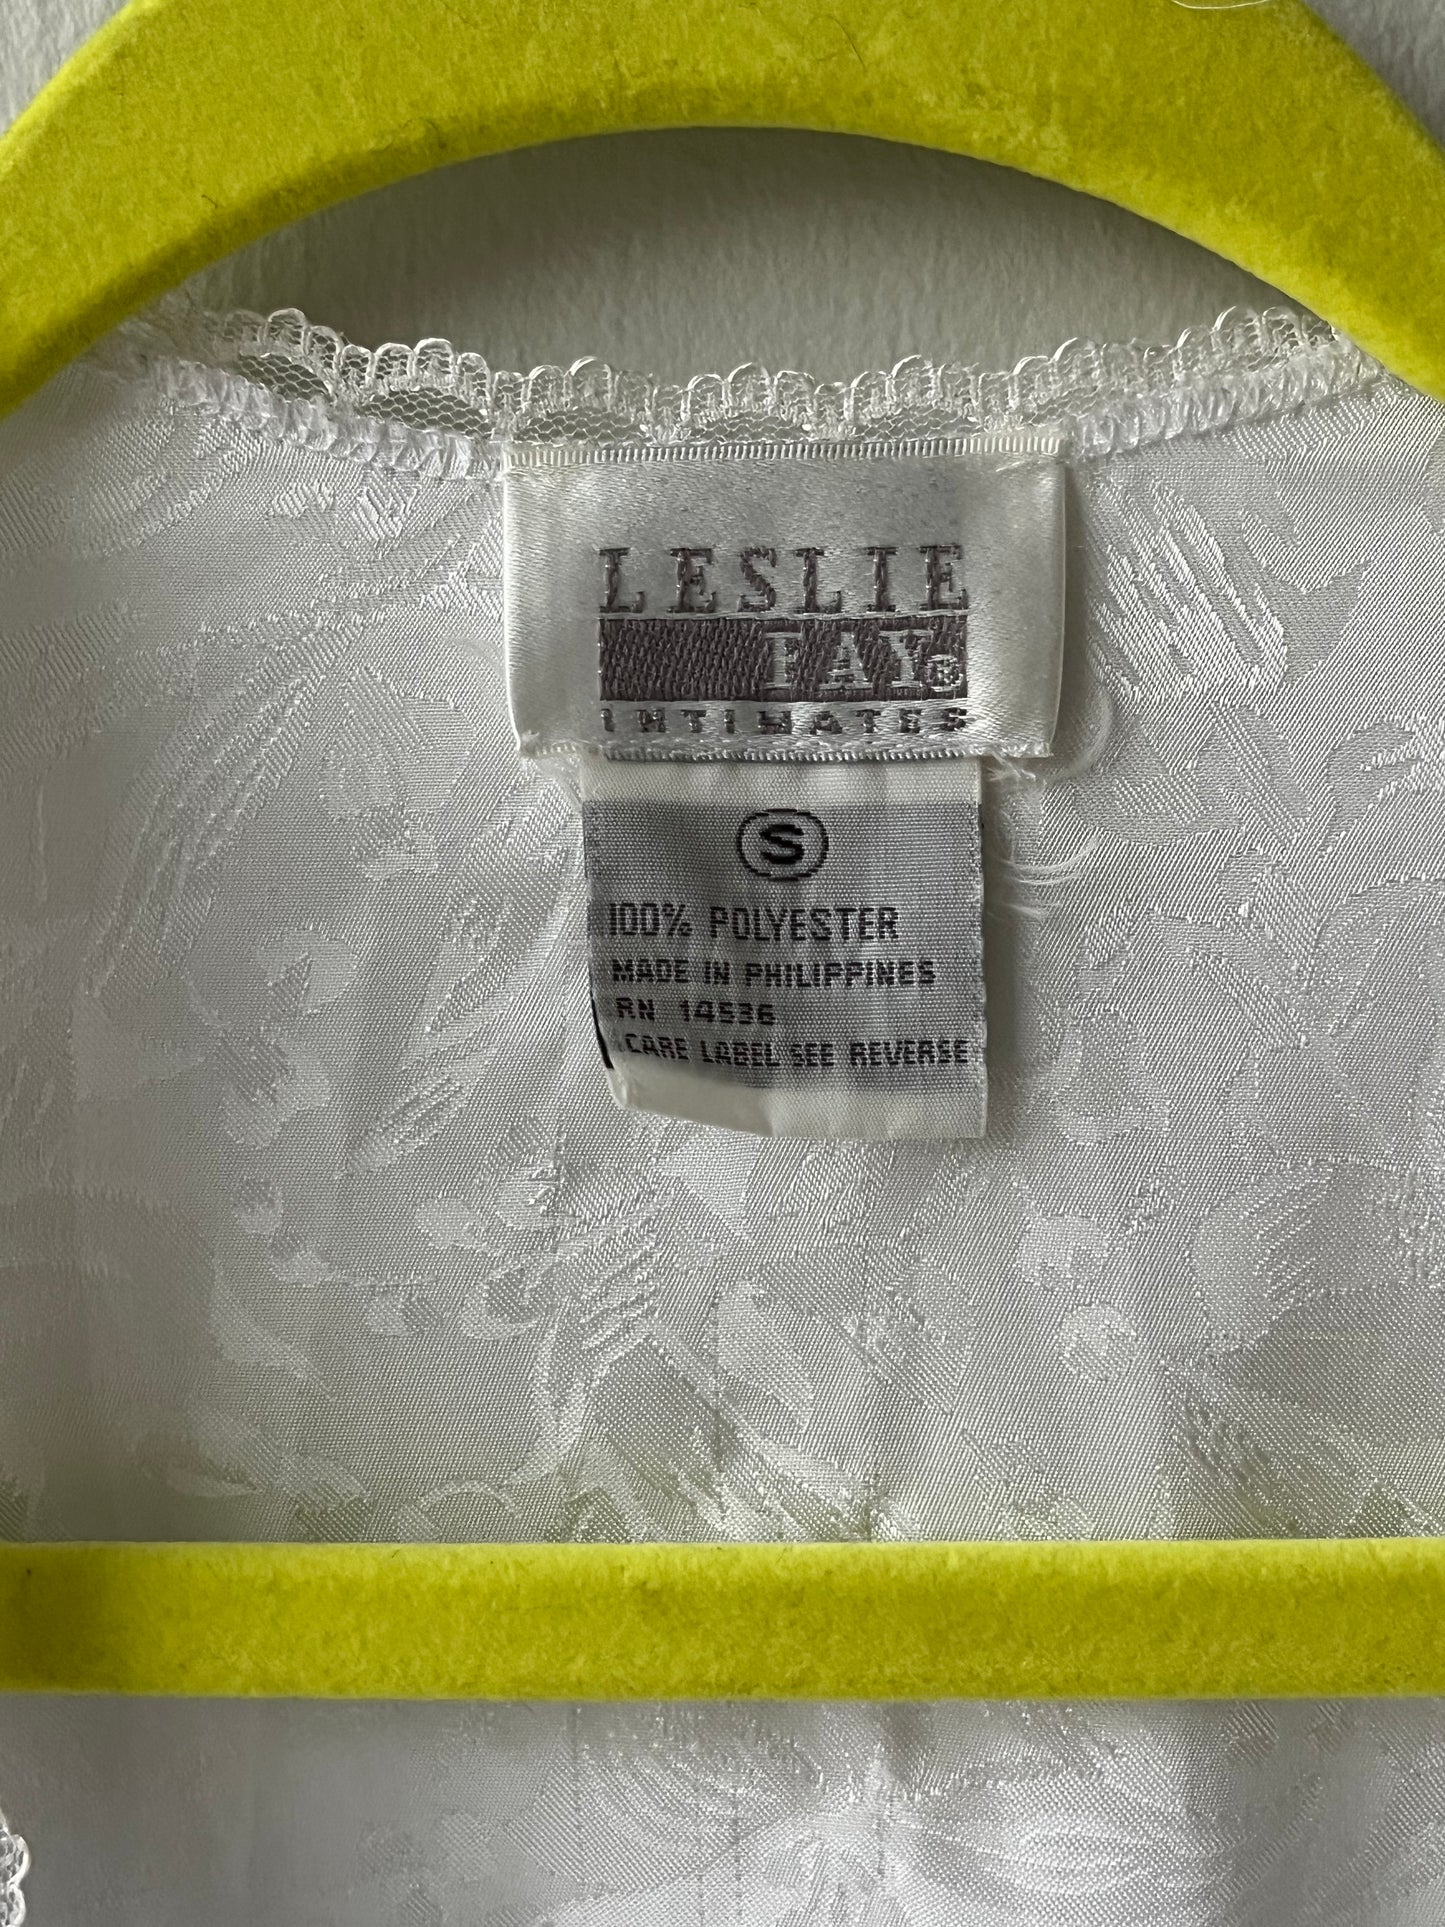 LESLIE
FAY®
INTIMATES
S
100% POLYESTER
MADE IN PHILIPPINES
RN 14536
CARE LABEL SEE REVERSE